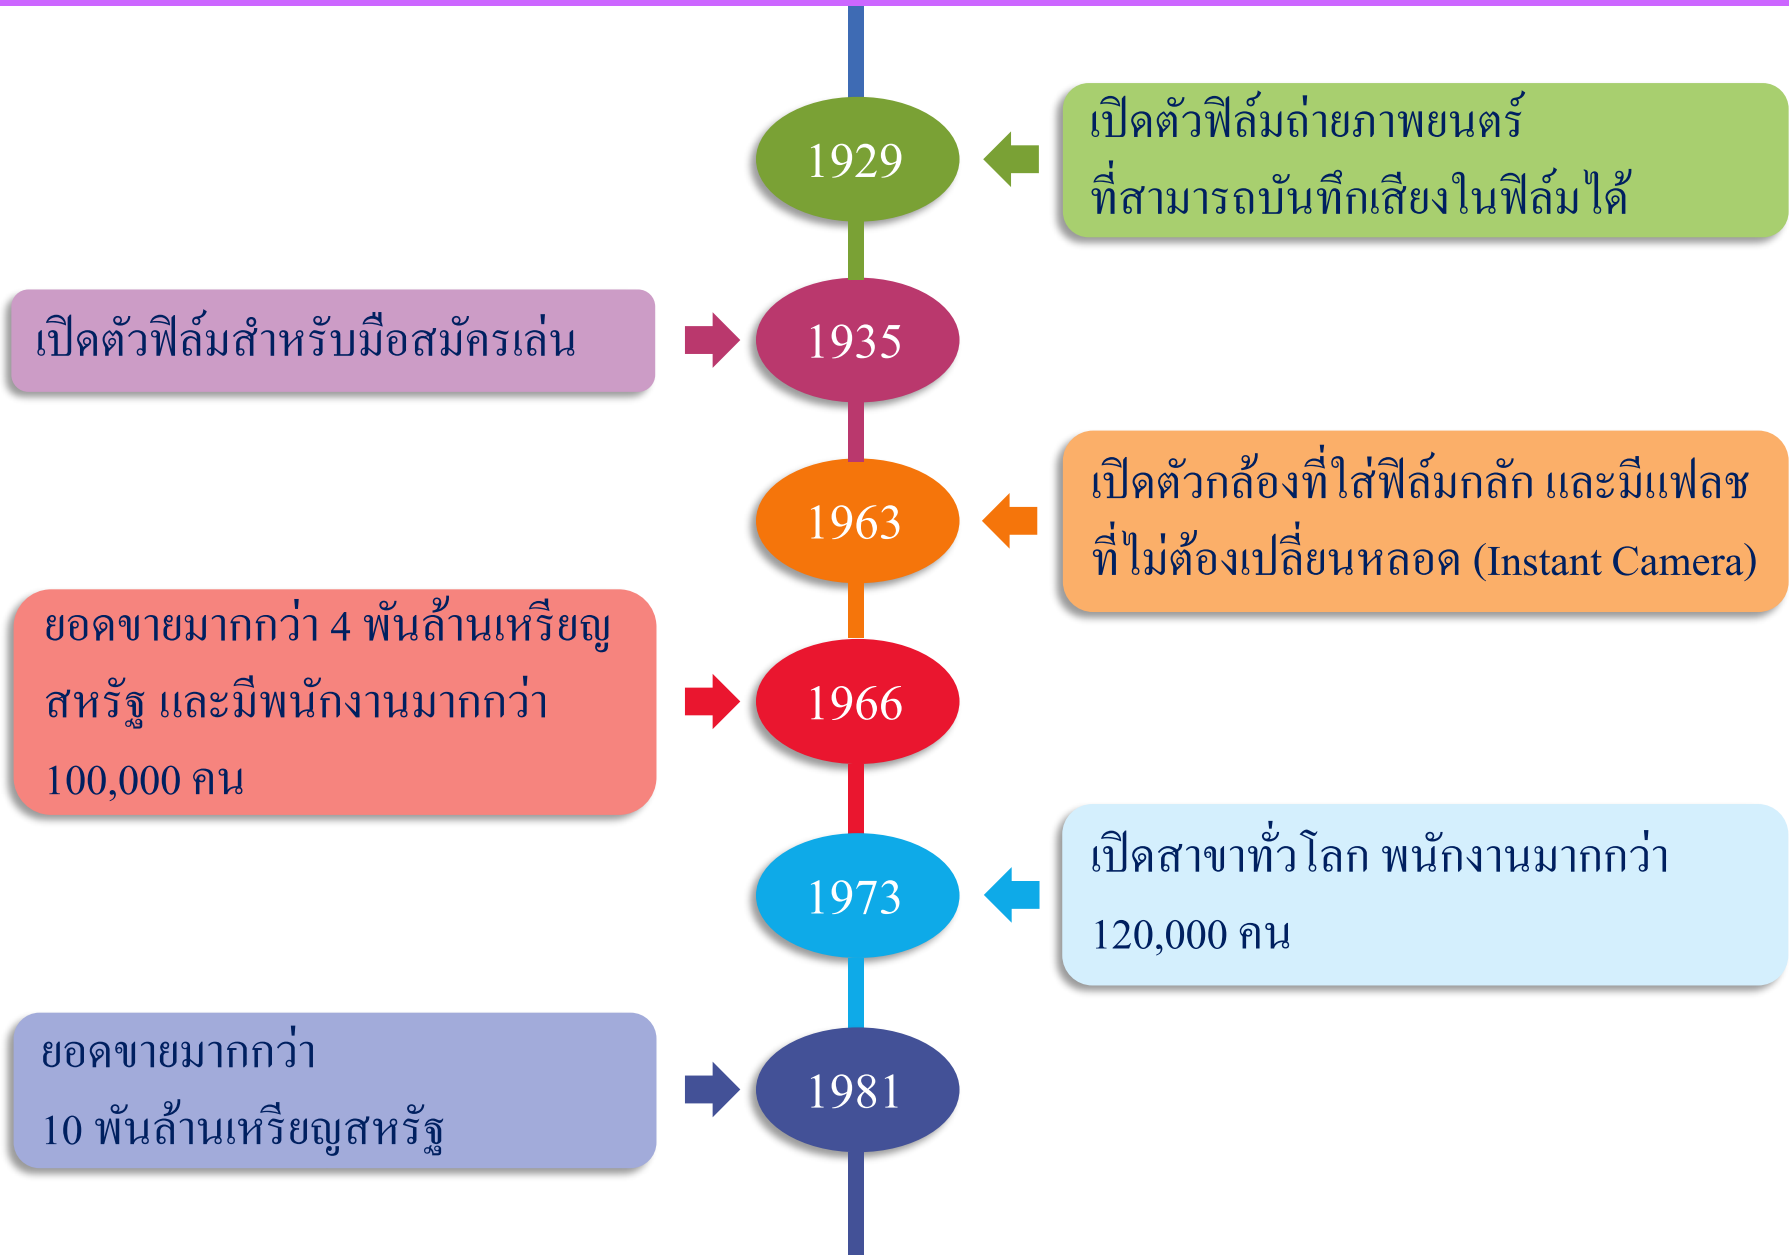 1929
เปิดตัวฟิล์มถ่ายภาพยนตร์
ที่สามารถบันทึกเสียงในฟิล์มได้
เปิดตัวฟิล์มสำหรับมือสมัครเล่น
1935
1963
เปิดตัวกล้องที่ใส่ฟิล์มกลัก และมีแฟลช
ที่ไม่ต้องเปลี่ยนหลอด (Instant Camera)
ยอดขายมากกว่า 4 พันล้านเหรียญ
สหรัฐ และมีพนักงานมากกว่า
100,000 คน
1966
1973
เปิดสาขาทั่วโลก พนักงานมากกว่า
120,000 คน
ยอดขายมากกว่า
10 พันล้านเหรียญสหรัฐ
1981